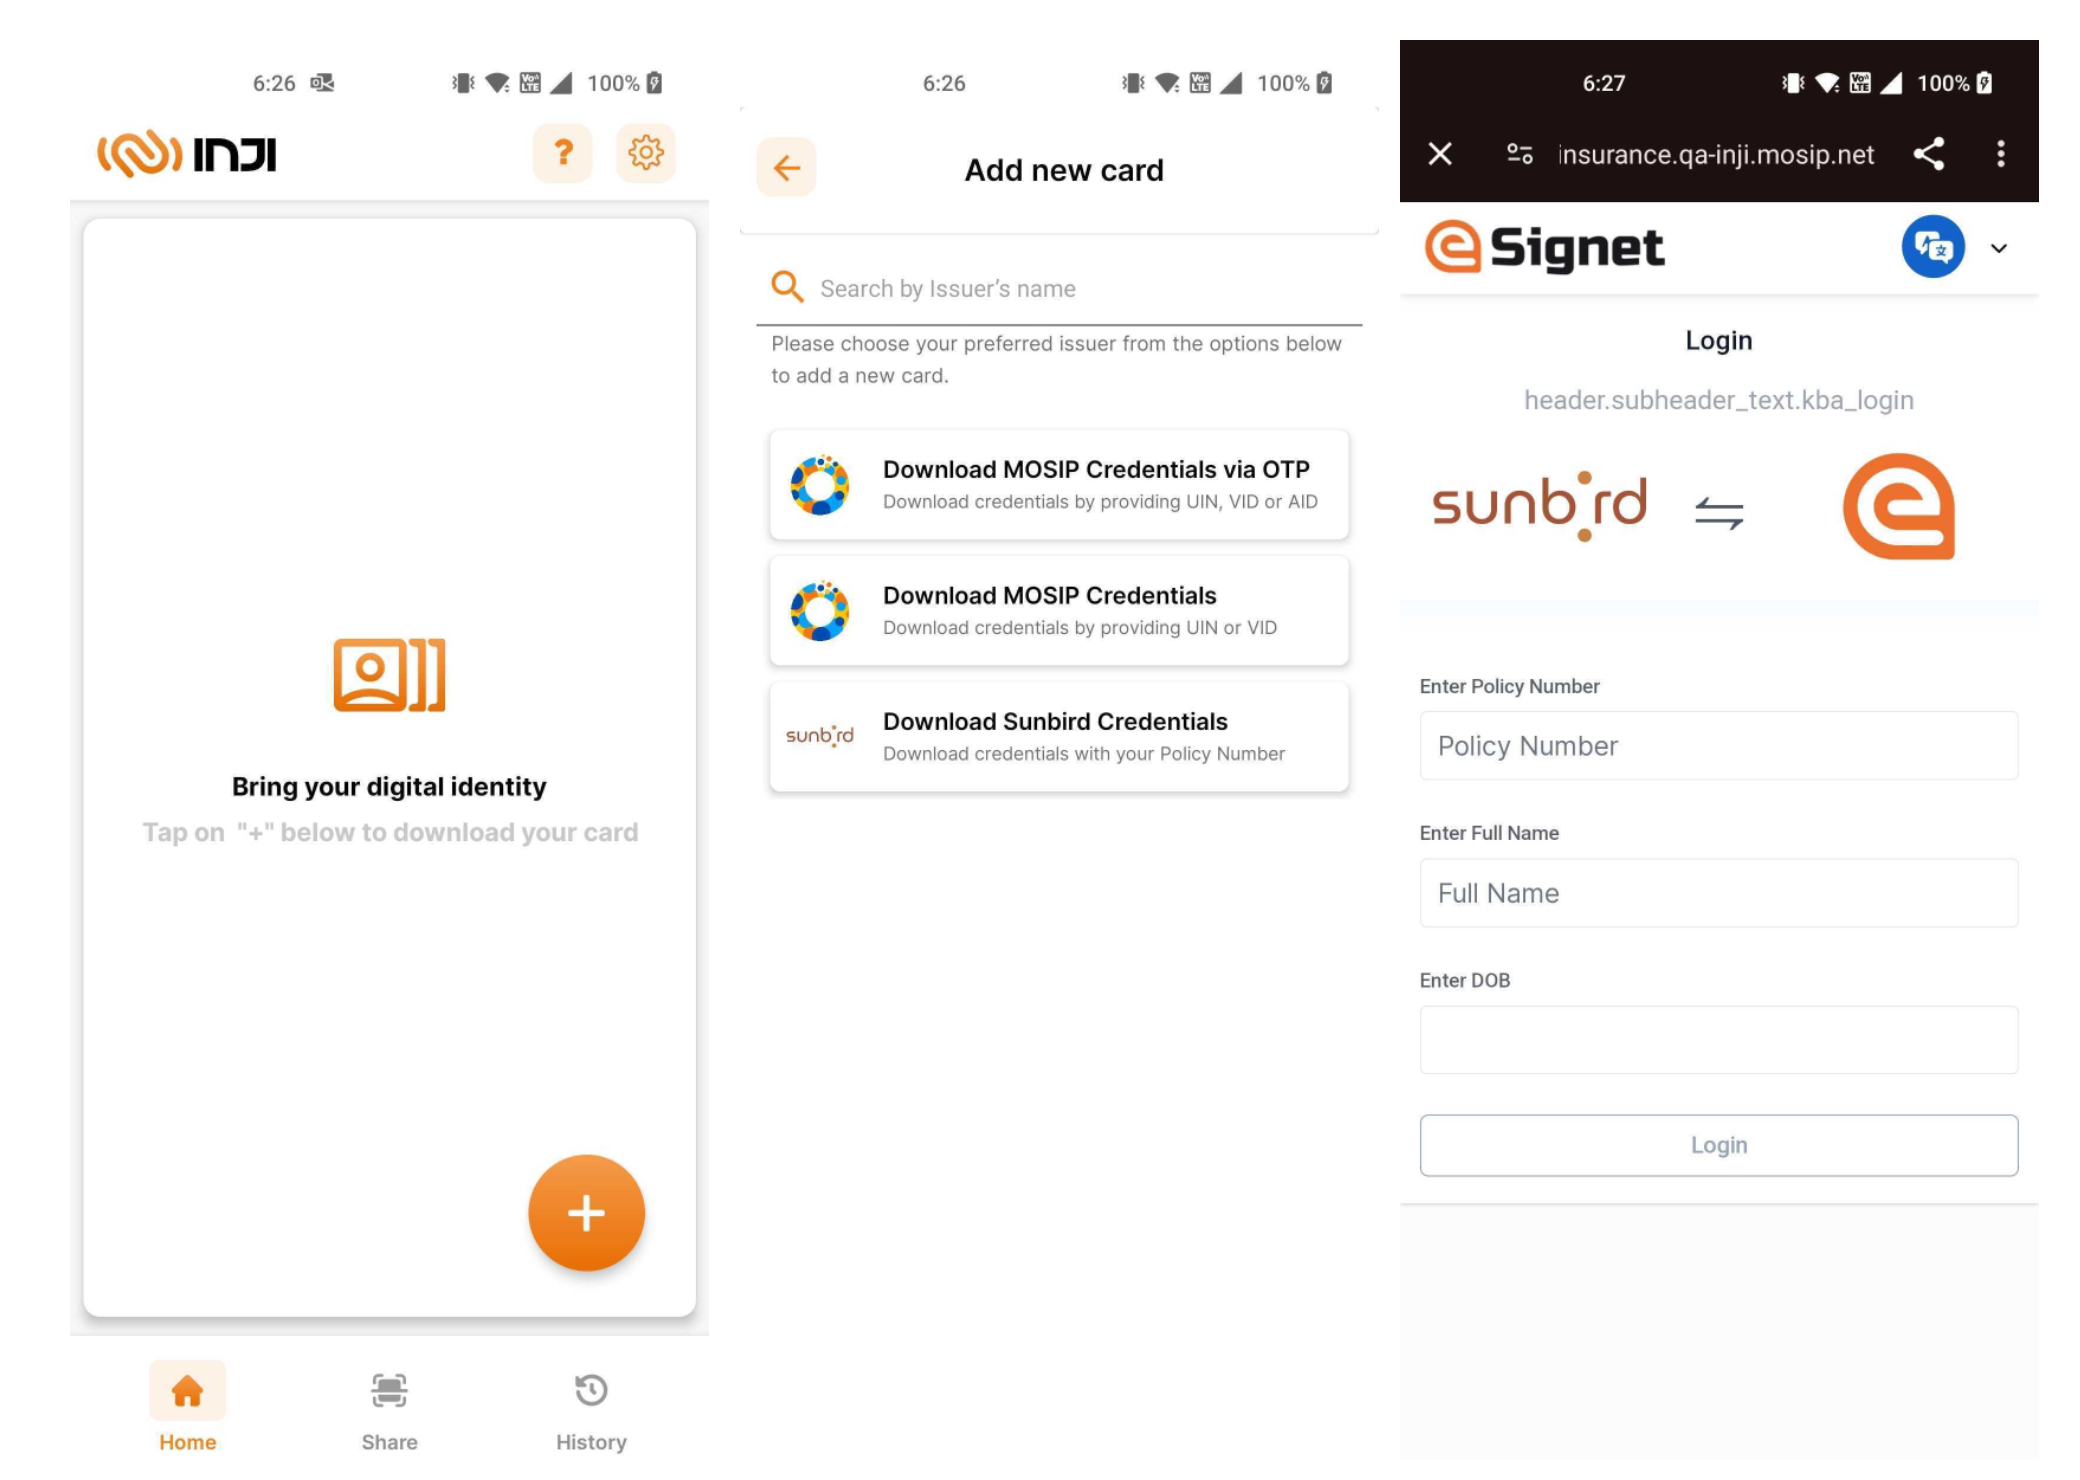 6:26
100%
INJI
?
Bring your digital identity
Tap on "+" below to download your card
+
Home
Share
History
6:26
100%
Add new card
Search by Issuer's name
Please choose your preferred issuer from the options below
to add a new card.
Download MOSIP Credentials via OTP
Download credentials by providing UIN, VID or AID
Download MOSIP Credentials
Download credentials by providing UIN or VID
sunbird
Download Sunbird Credentials
Download credentials with your Policy Number
6:27
100%
insurance.qa-inji.mosip.net
eSignet
Login
header.subheader_text.kba_login
sunbird
e
Enter Policy Number
Policy Number
Enter Full Name
Full Name
Enter DOB
Login